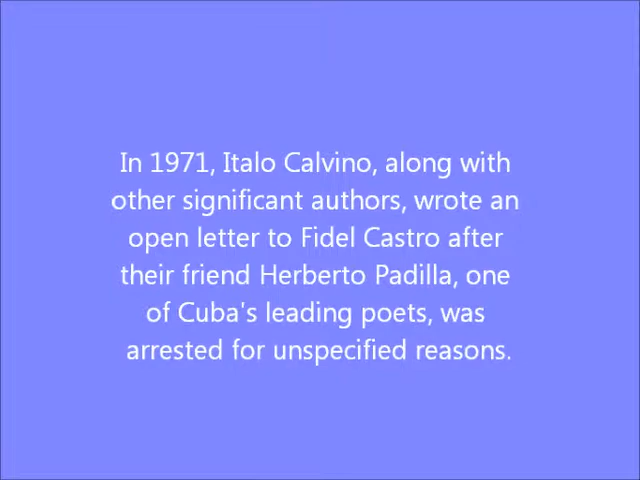 In 1971, Italo Calvino, along with
other significant authors, wrote an
open letter to Fidel Castro after
their friend Herberto Padilla, one
of Cuba's leading poets, was
arrested for unspecified reasons.